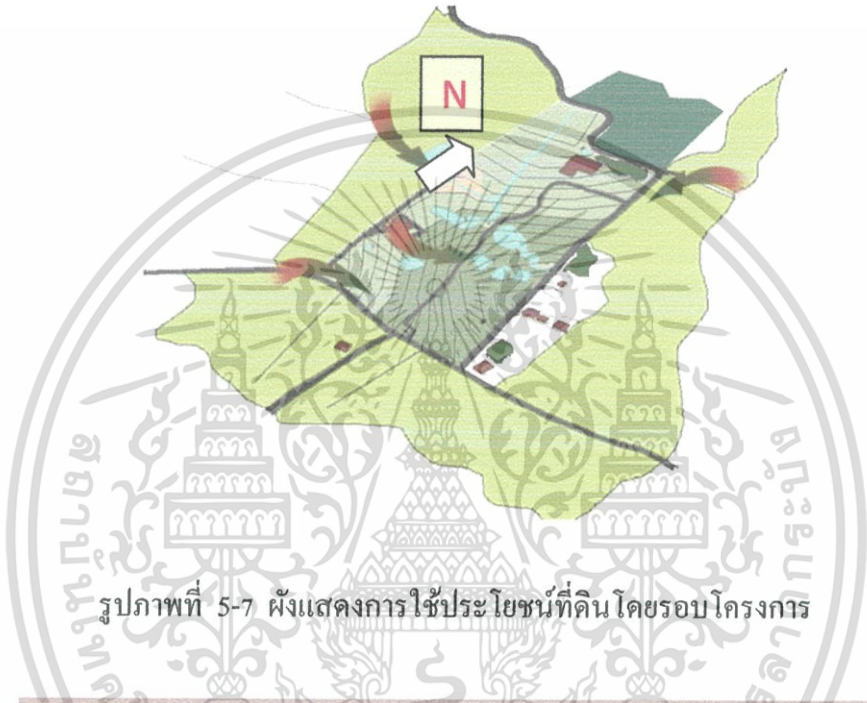 N
รูปภาพที่ 5-7 ผังแสดงการใช้ประโยชน์ที่ดินโดยรอบโครงการ